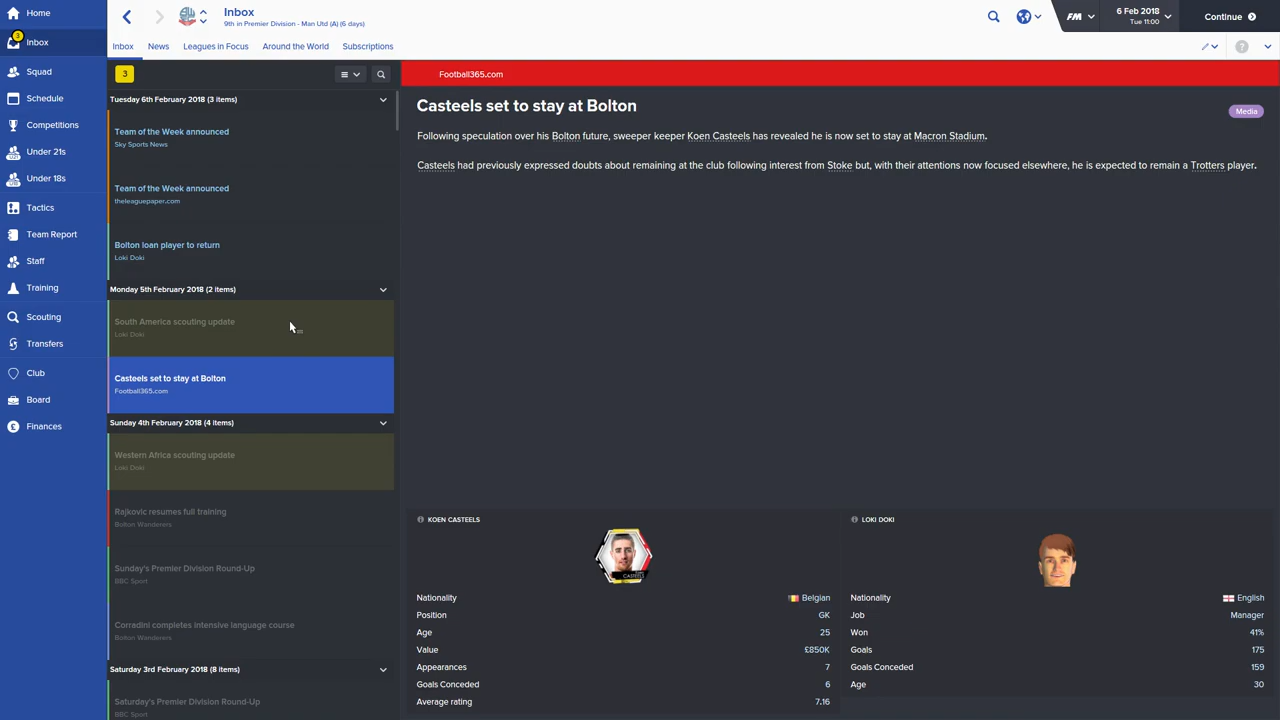 Home
3
Inbox
Squad
Schedule
Competitions
Under 21s
Under 18s
Tactics
Team Report
Staff
Training
Scouting
Transfers
Club
Board
Finances
Inbox
9th in Premier Division - Man Utd (A) (6 days)
FM
6 Feb 2018
Tue 11:00
Continue
Inbox
News
Leagues in Focus
Around the World
Subscriptions
?
3
Tuesday 6th February 2018 (3 items)
Team of the Week announced
Sky Sports News
Team of the Week announced
theleaguepaper.com
Bolton loan player to return
Loki Doki
Monday 5th February 2018 (2 items)
South America scouting update
Loki Doki
Casteels set to stay at Bolton
Football365.com
Sunday 4th February 2018 (4 items)
Western Africa scouting update
Loki Doki
Rajkovic resumes full training
Bolton Wanderers
Sunday's Premier Division Round-Up
BBC Sport
Corradini completes intensive language course
Bolton Wanderers
Saturday 3rd February 2018 (8 items)
Saturday's Premier Division Round-Up
BBC Sport
Football365.com
Casteels set to stay at Bolton
Media
Following speculation over his Bolton future, sweeper keeper Koen Casteels has revealed he is now set to stay at Macron Stadium.
Casteels had previously expressed doubts about remaining at the club following interest from Stoke but, with their attentions now focused elsewhere, he is expected to remain a Trotters player.
KOEN CASTEELS
CASTEELS
Nationality Belgian
Position GK
Age 25
Value £850K
Appearances 7
Goals Conceded 6
Average rating 7.16
LOKI DOKI
Nationality English
Job Manager
Won 41%
Goals 175
Goals Conceded 159
Age 30